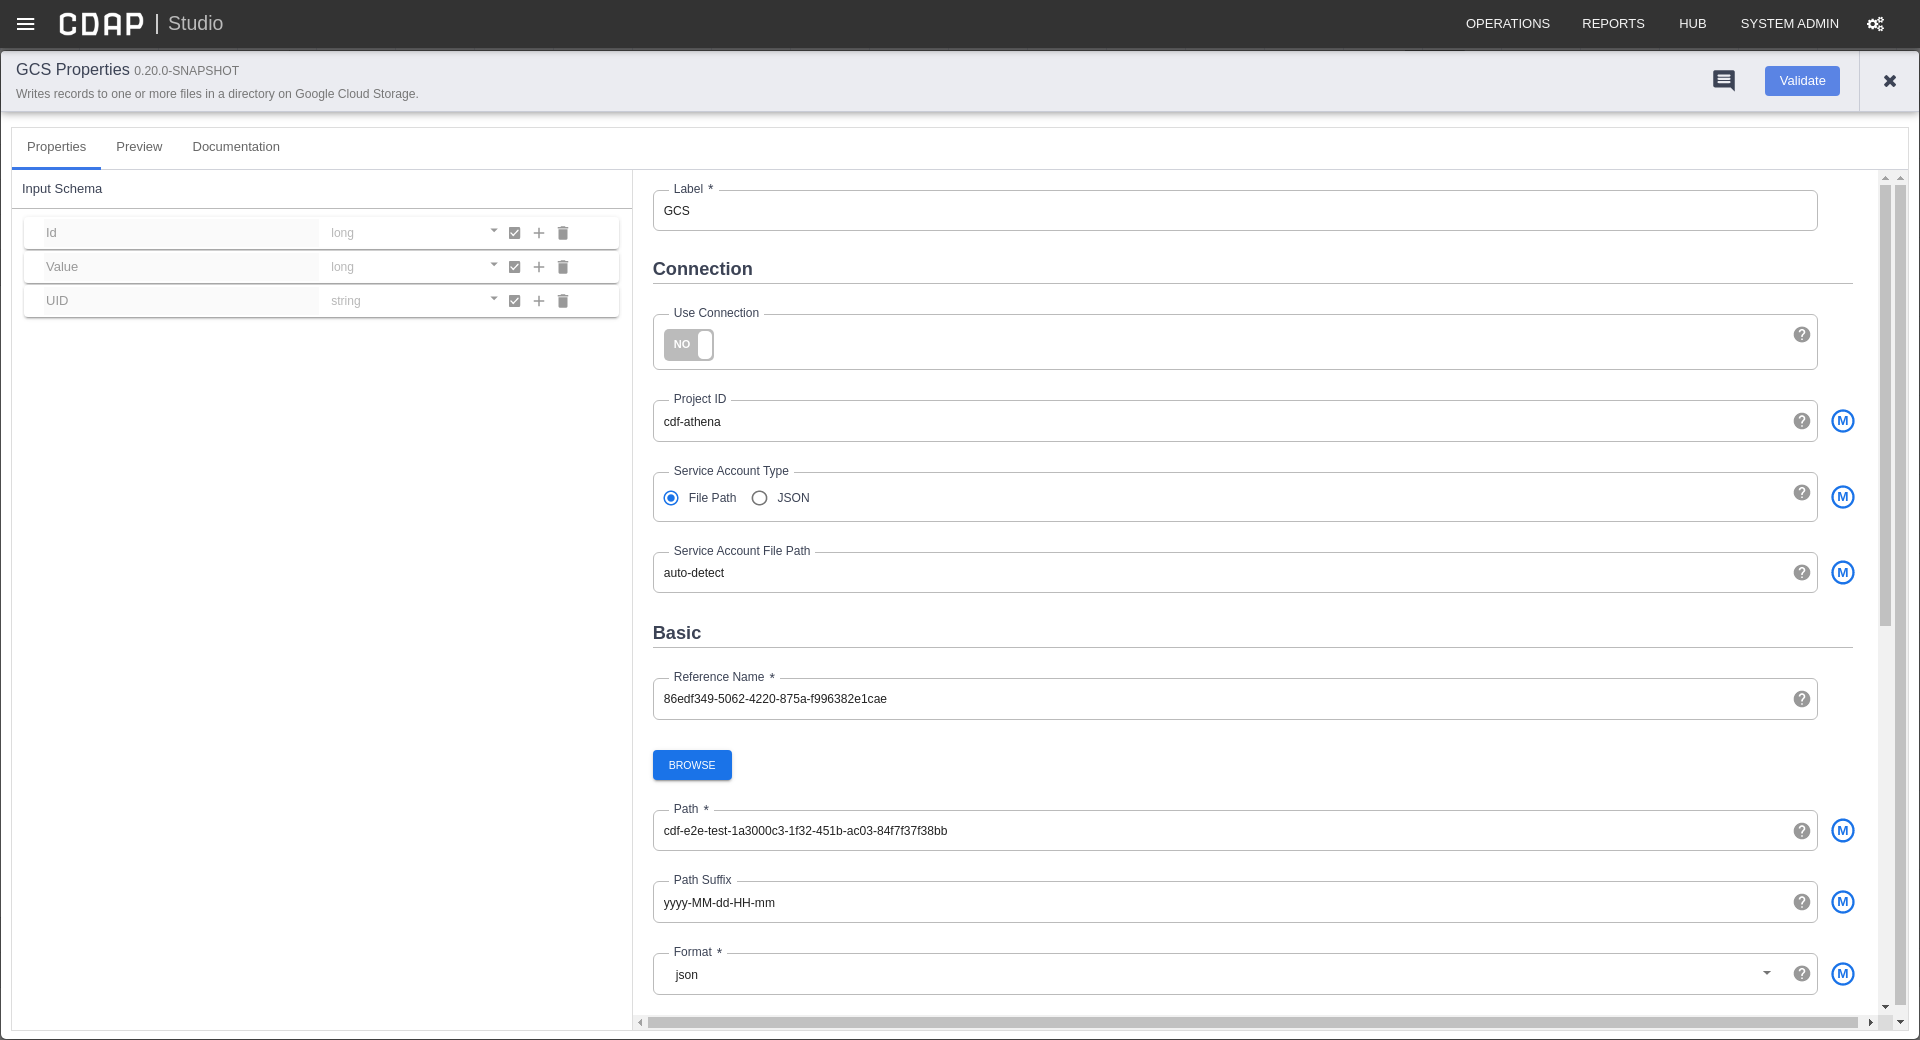 CDAP | Studio
OPERATIONS REPORTS HUB SYSTEM ADMIN
GCS Properties 0.20.0-SNAPSHOT
Writes records to one or more files in a directory on Google Cloud Storage.
Validate
Properties Preview Documentation
Input Schema
Id long
Value long
UID string
Label *
GCS
Connection
Use Connection
NO
Project ID
cdf-athena
M
Service Account Type
File Path JSON
M
Service Account File Path
auto-detect
M
Basic
Reference Name *
86edf349-5062-4220-875a-f996382e1cae
BROWSE
Path *
cdf-e2e-test-1a3000c3-1f32-451b-ac03-84f7f37f38bb
M
Path Suffix
yyyy-MM-dd-HH-mm
M
Format *
json
M